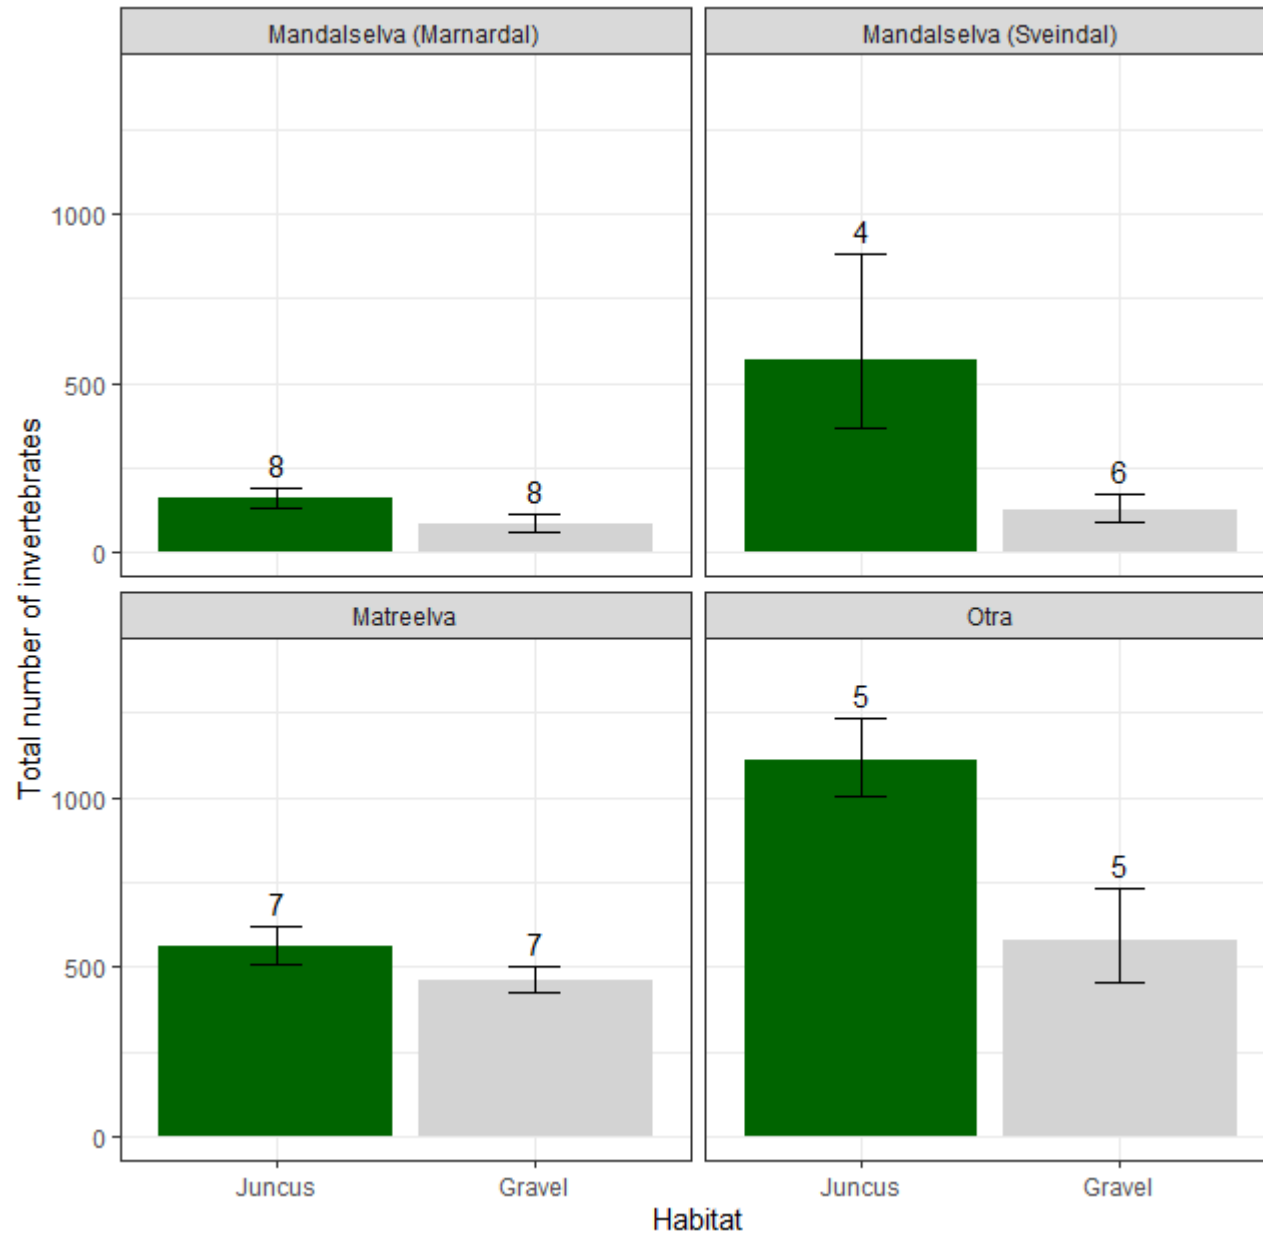 Mandalselva (Marnardal)
Mandalselva (Sveindal)
Total number of invertebrates
1000
500
0
8
8
4
6
Matreelva
Otra
1000
500
0
7
7
5
5
Juncus
Gravel
Juncus
Gravel
Habitat